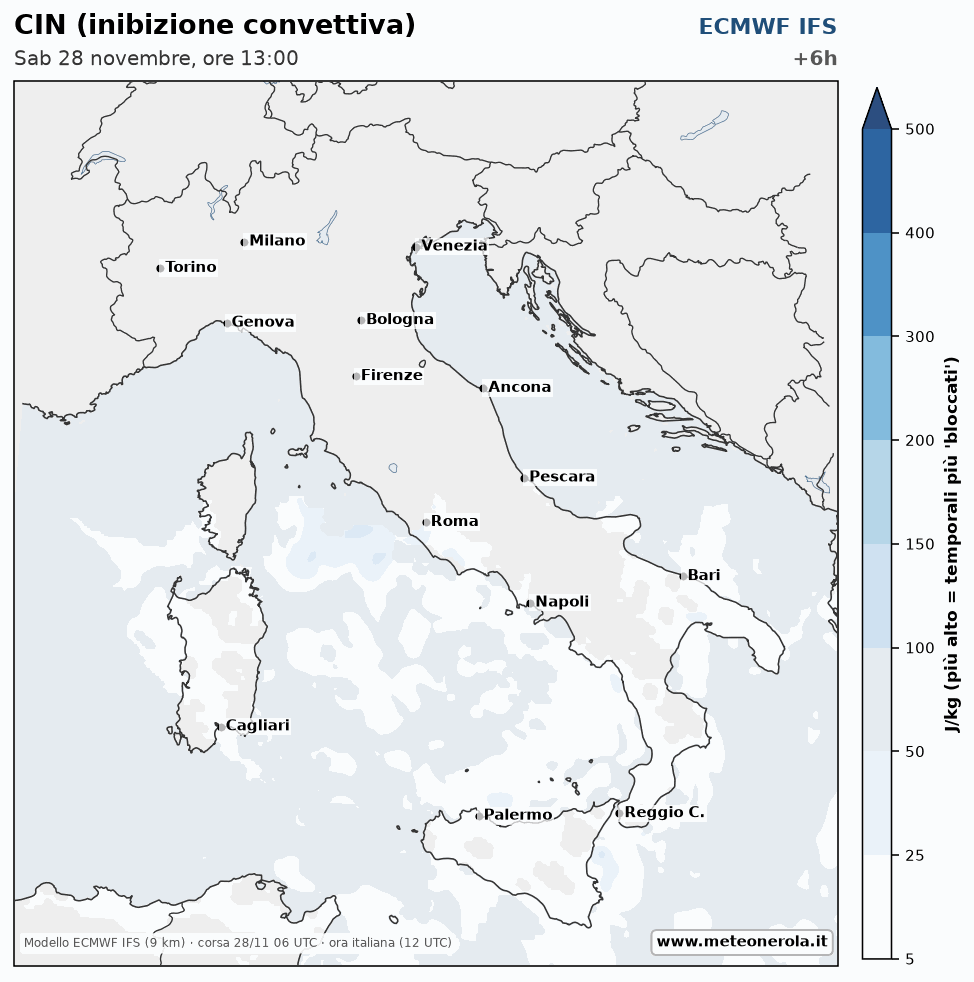 CIN (inibizione convettiva)
ECMWF IFS
Sab 28 novembre, ore 13:00
+6h
500
400
300
200
150
100
50
25
5
J/kg (più alto = temporali più 'bloccati')
Milano
Venezia
Torino
Genova
Bologna
Firenze
Ancona
Pescara
Roma
Bari
Napoli
Cagliari
Palermo
Reggio C.
Modello ECMWF IFS (9 km) · corsa 28/11 06 UTC · ora italiana (12 UTC)
www.meteonerola.it